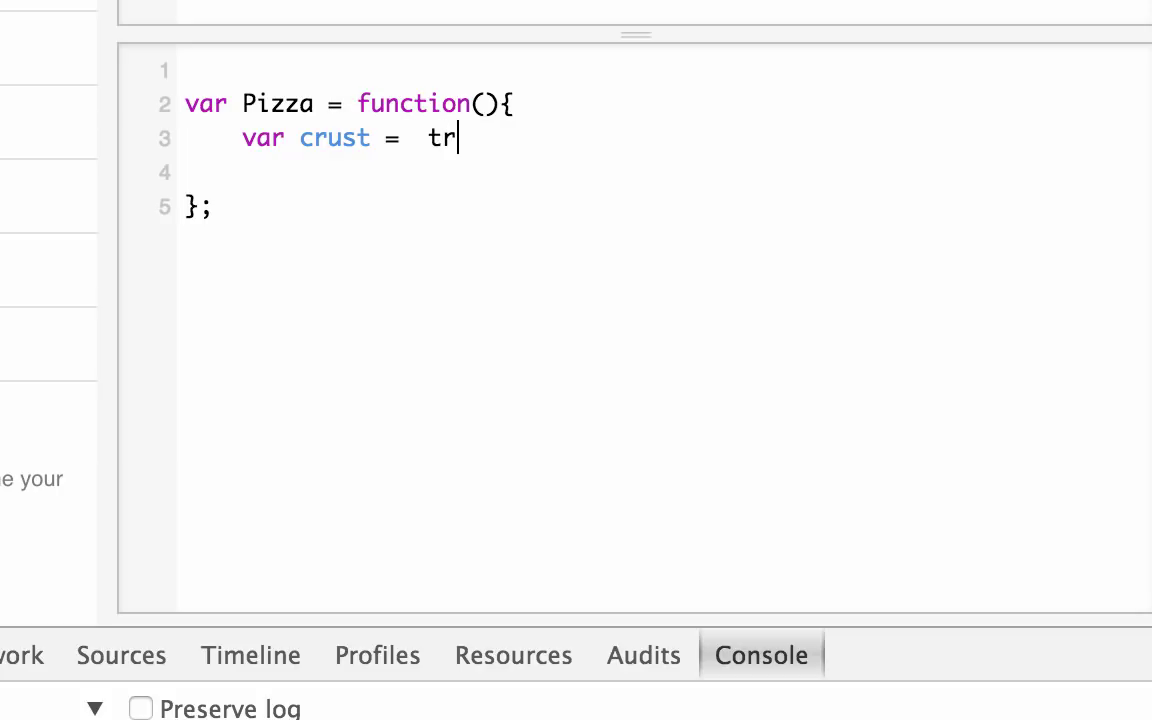 1
2 var Pizza = function(){
3     var crust =  tr
4
5 };
e your
work Sources Timeline Profiles Resources Audits Console
▼ Preserve log